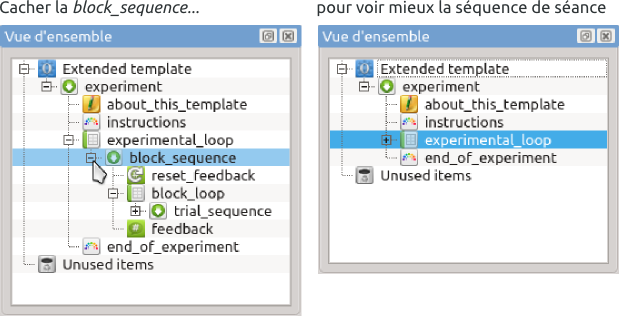 Cacher la block_sequence...
Vue d'ensemble
Extended template
experiment
about_this_template
instructions
experimental_loop
block_sequence
reset_feedback
block_loop
trial_sequence
feedback
end_of_experiment
Unused items
pour voir mieux la séquence de séance
Vue d'ensemble
Extended template
experiment
about_this_template
instructions
experimental_loop
end_of_experiment
Unused items